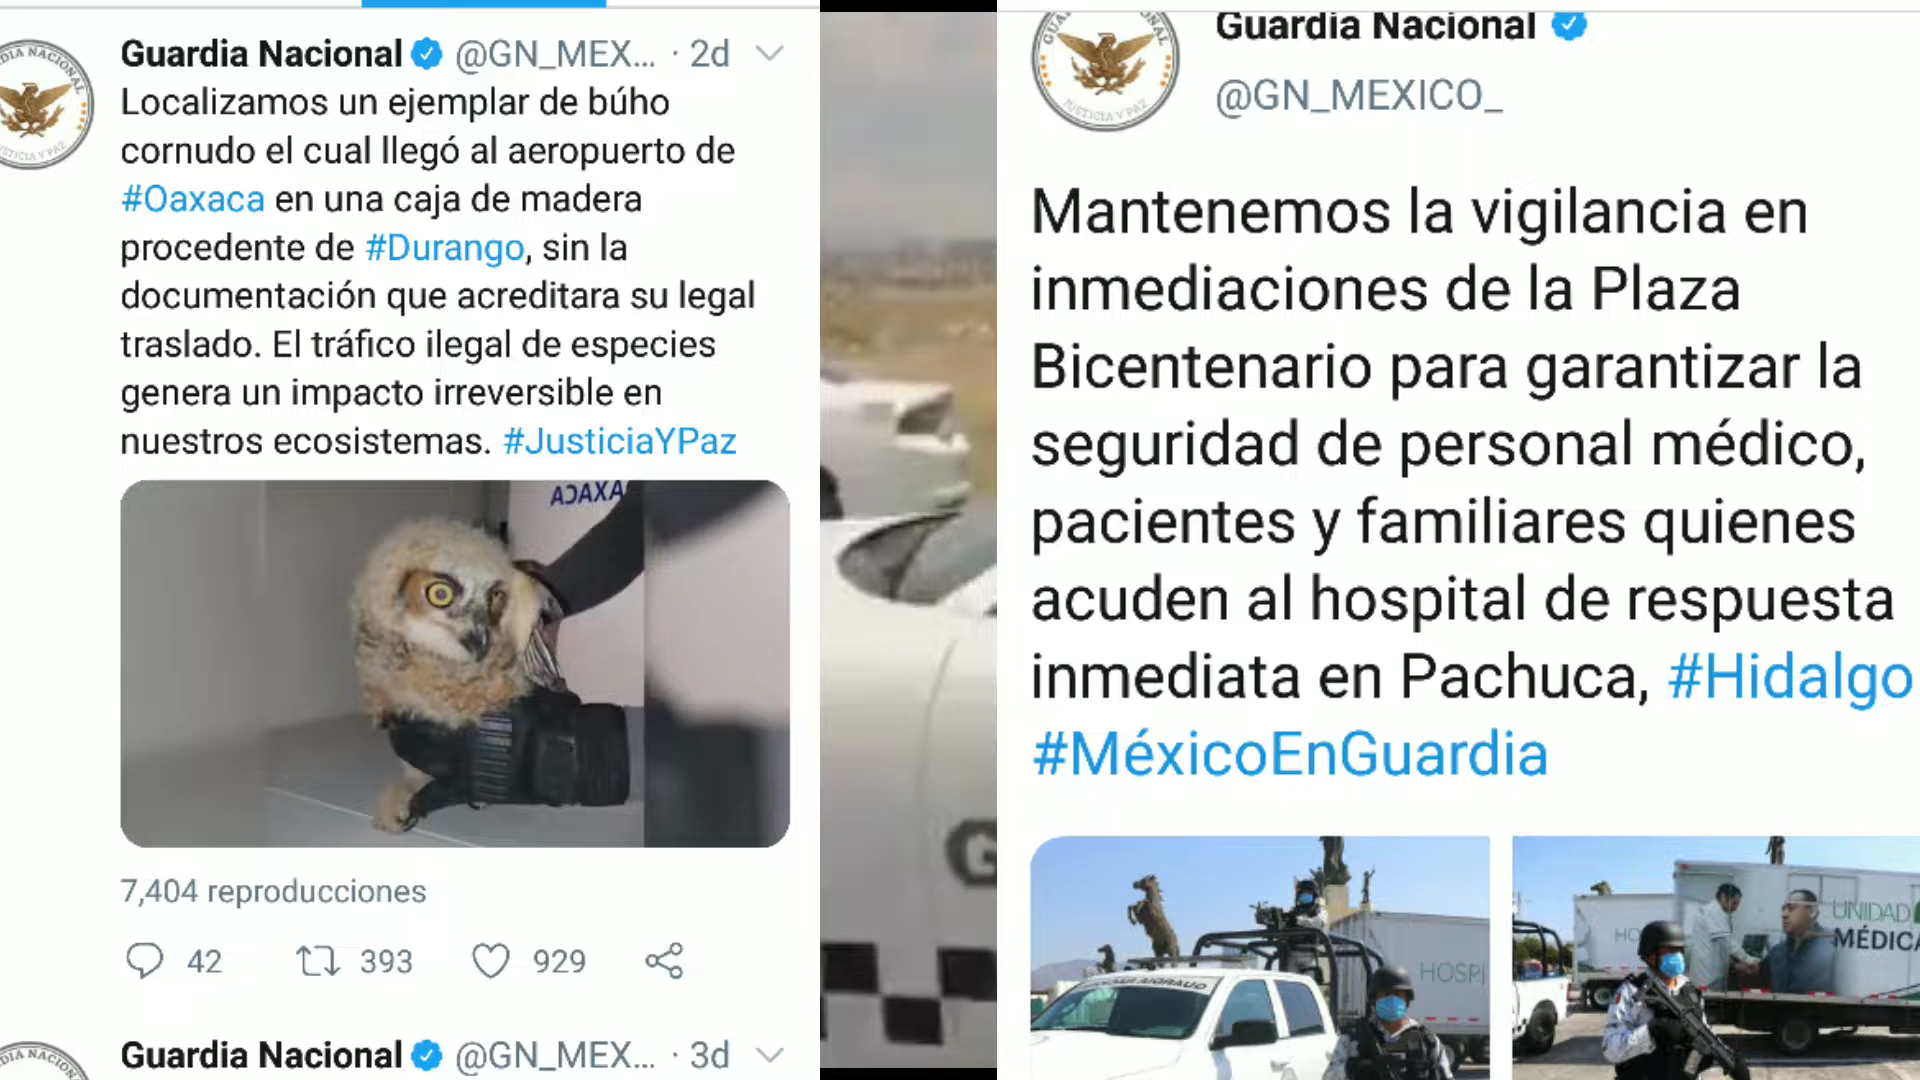 Guardia Nacional @GN_MEX... · 2d
Localizamos un ejemplar de búho
cornudo el cual llegó al aeropuerto de
#Oaxaca en una caja de madera
procedente de #Durango, sin la
documentación que acreditara su legal
traslado. El tráfico ilegal de especies
genera un impacto irreversible en
nuestros ecosistemas. #JusticiaYPaz
AXACA
7,404 reproducciones
42 393 929
Guardia Nacional @GN_MEX... · 3d
G
Guardia Nacional
@GN_MEXICO_
Mantenemos la vigilancia en
inmediaciones de la Plaza
Bicentenario para garantizar la
seguridad de personal médico,
pacientes y familiares quienes
acuden al hospital de respuesta
inmediata en Pachuca, #Hidalgo
#MéxicoEnGuardia
HOSPI
HO
UNIDAD
MÉDICA